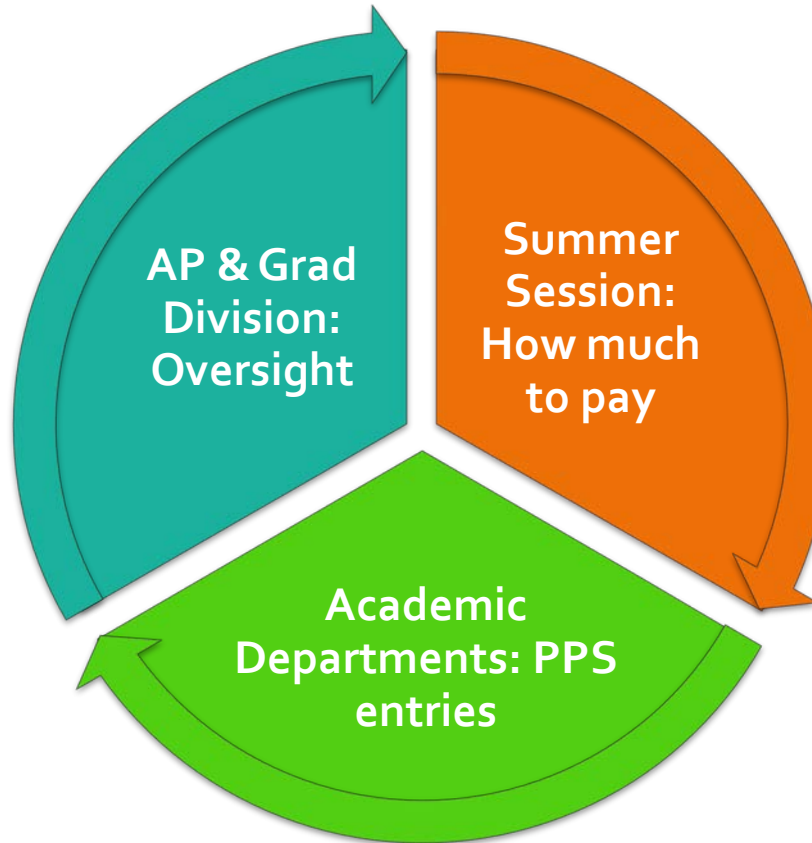 AP & Grad
Division:
Oversight
Summer
Session:
How much
to pay
Academic
Departments: PPS
entries